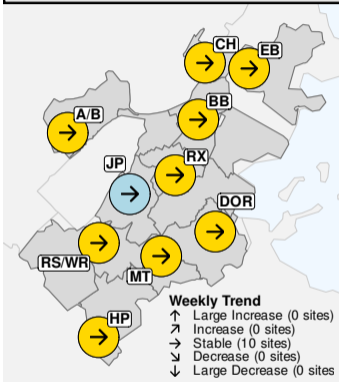 CH
EB
BB
A/B
RX
JP
DOR
RS/WR
MT
HP
Weekly Trend
↑ Large Increase (0 sites)
↗ Increase (0 sites)
→ Stable (10 sites)
↘ Decrease (0 sites)
↓ Large Decrease (0 sites